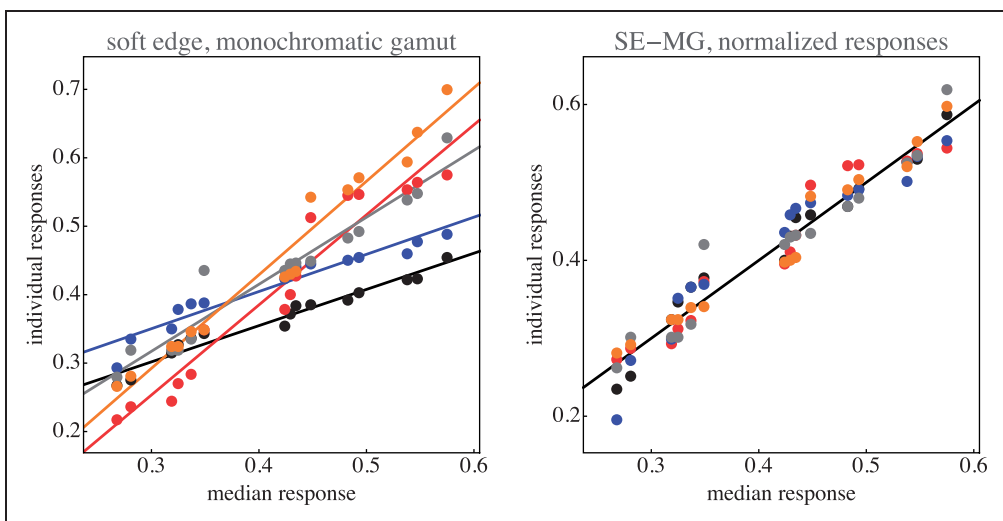 soft edge, monochromatic gamut
0.7
0.6
0.5
0.4
0.3
0.2
individual responses
0.3 0.4 0.5 0.6
median response
SE−MG, normalized responses
0.6
0.4
0.2
individual responses
0.3 0.4 0.5 0.6
median response